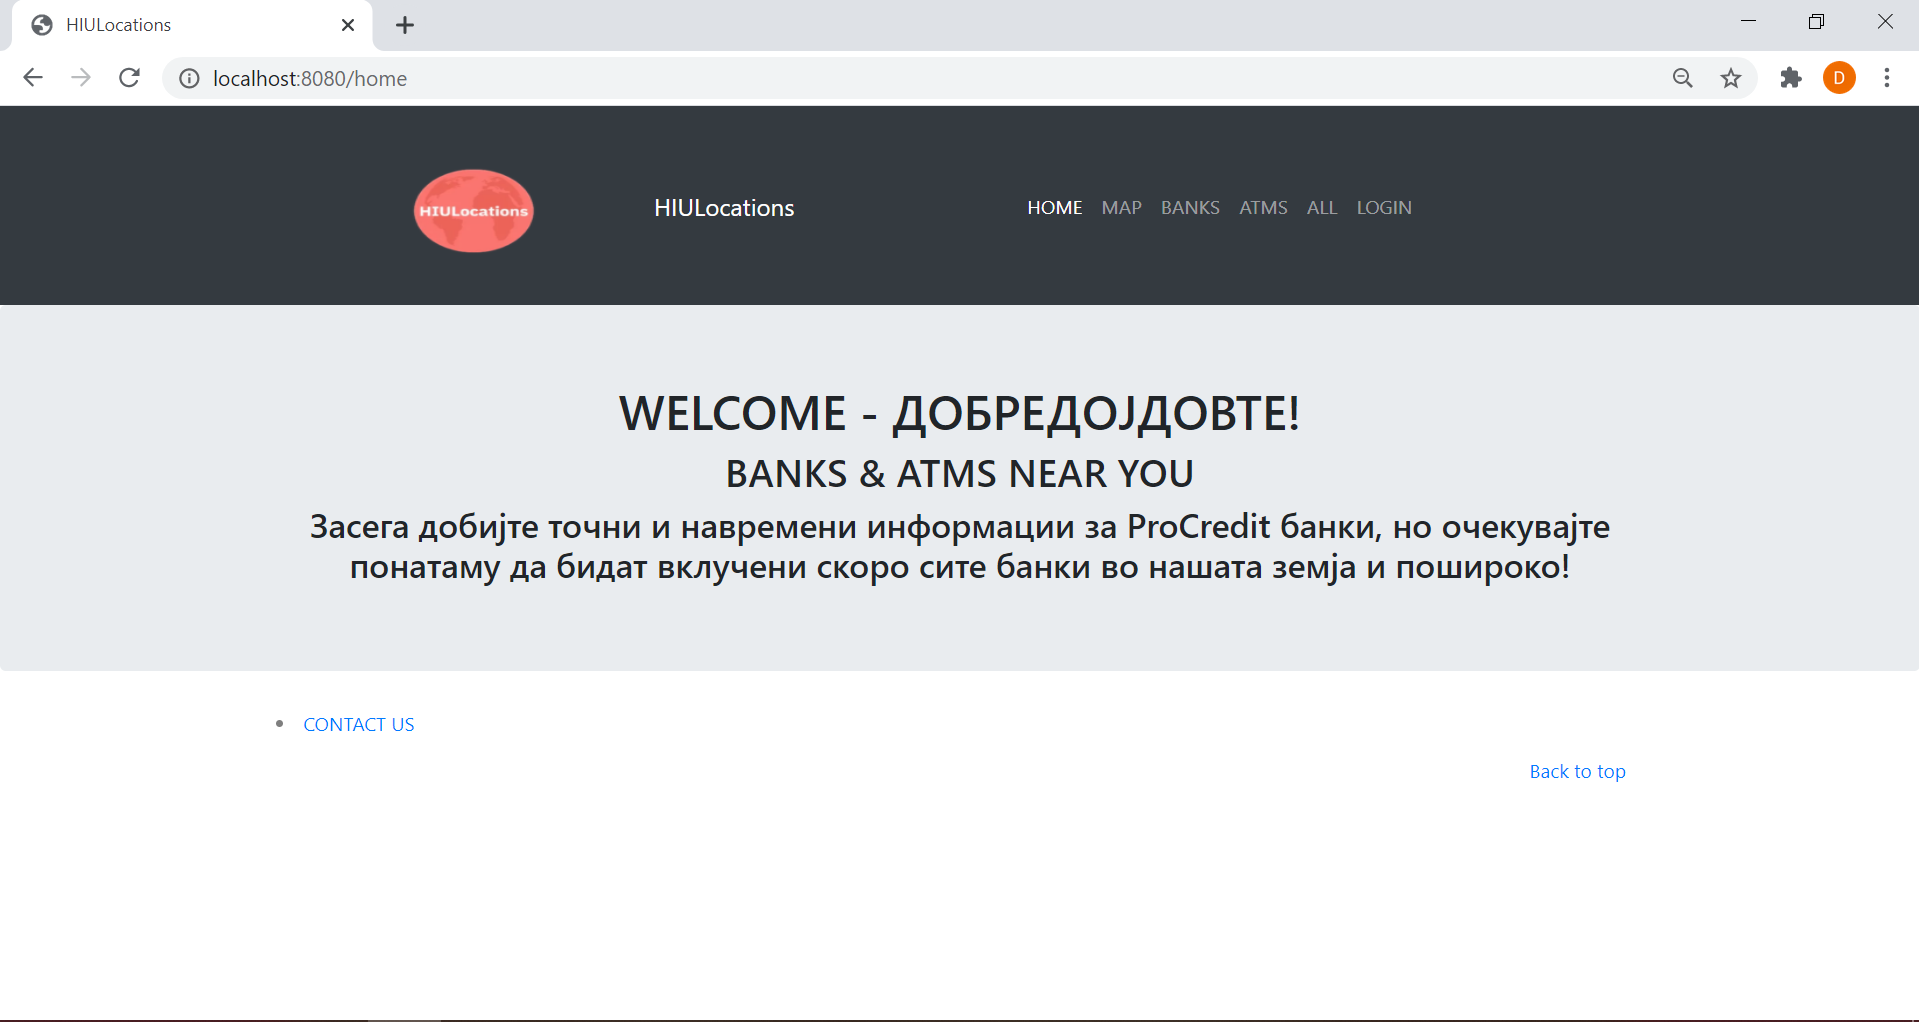 HIULocations
localhost:8080/home
D
HIULocations
HIULocations
HOME MAP BANKS ATMS ALL LOGIN
WELCOME - ДОБРЕДОЈДОВТЕ!
BANKS & ATMS NEAR YOU
Засега добијте точни и навремени информации за ProCredit банки, но очекувајте
понатаму да бидат вклучени скоро сите банки во нашата земја и пошироко!
CONTACT US
Back to top